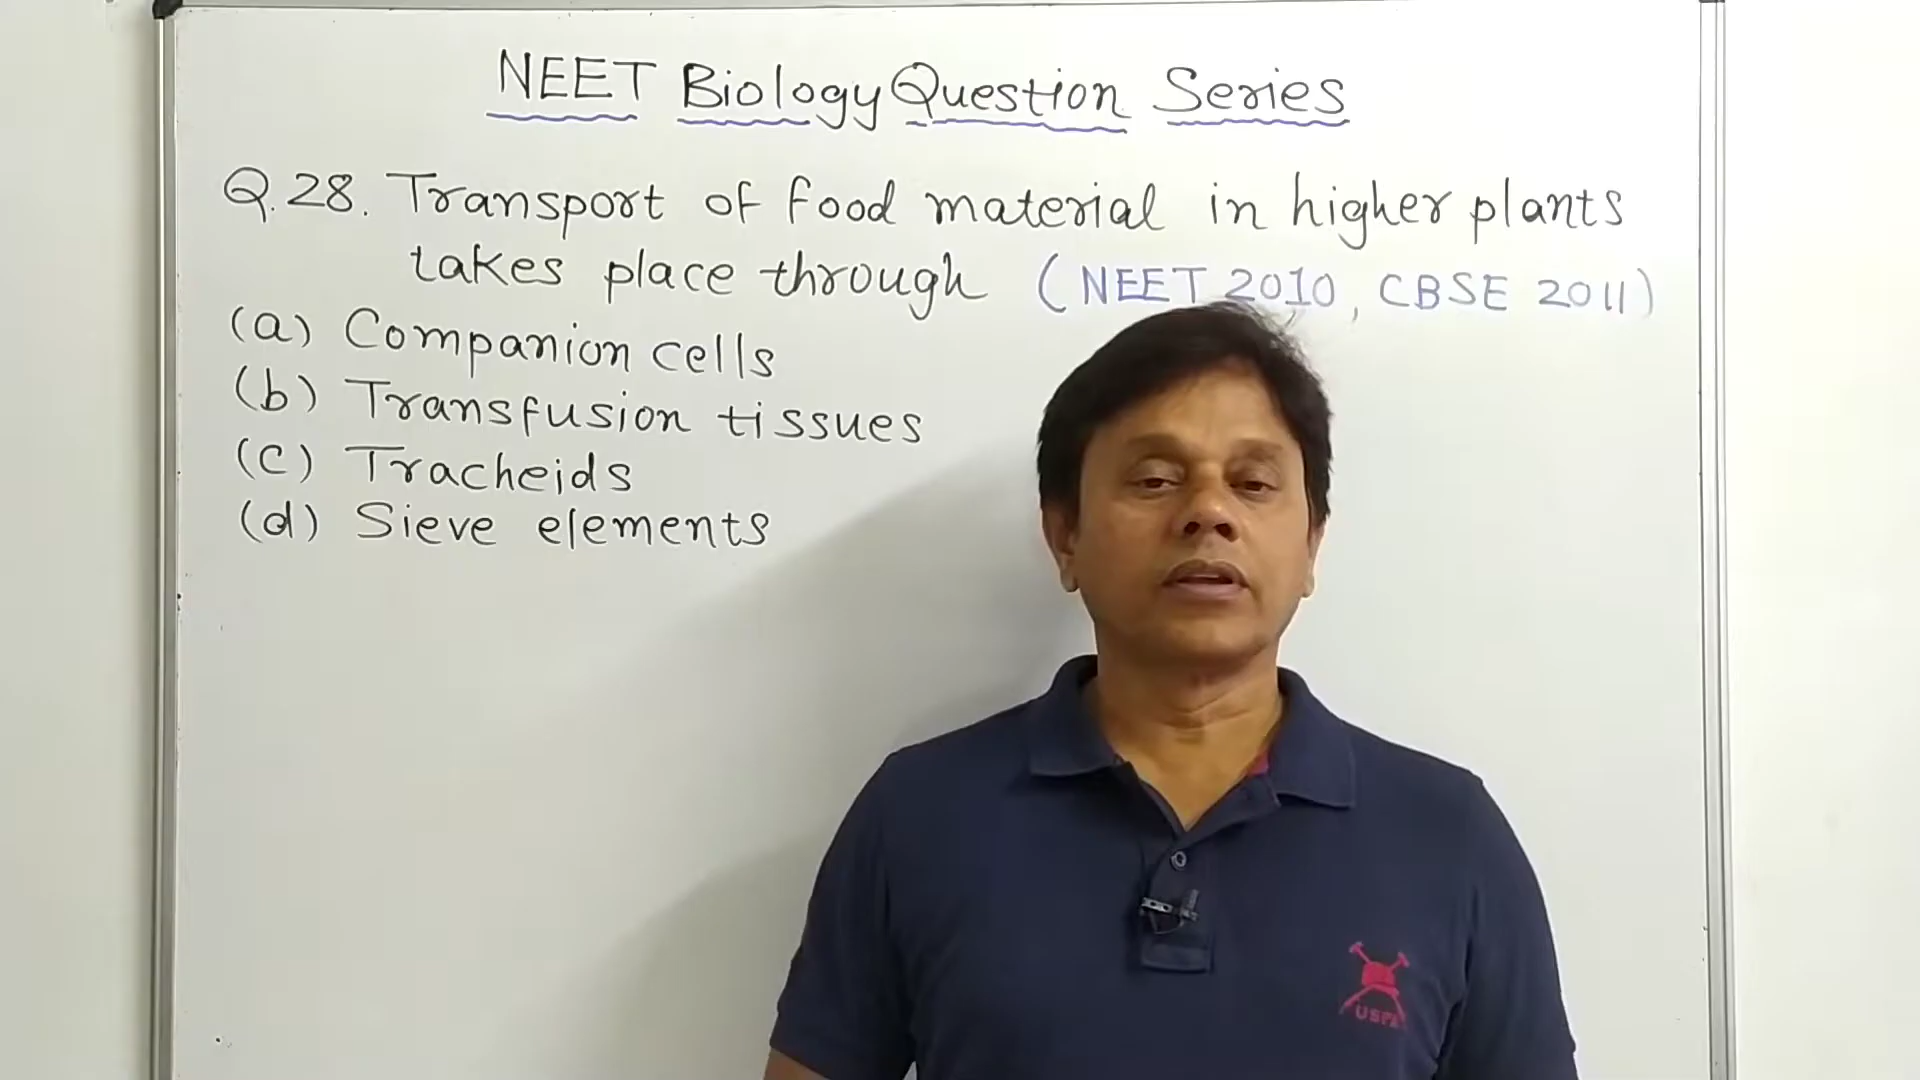 NEET Biology Question Series
Q.28. Transport of food material in higher plants
takes place through (NEET 2010, CBSE 2011)
(a) Companion cells
(b) Transfusion tissues
(c) Tracheids
(d) Sieve elements
USPA